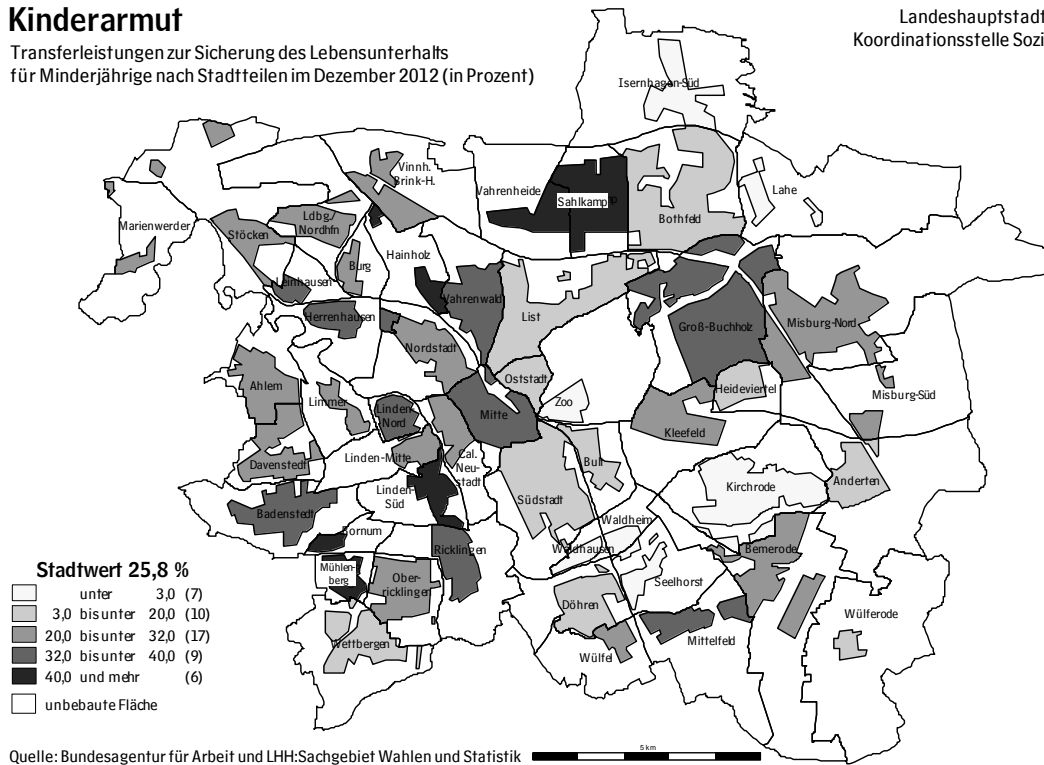 Kinderarmut
Transferleistungen zur Sicherung des Lebensunterhalts
für Minderjährige nach Stadtteilen im Dezember 2012 (in Prozent)
Landeshauptstadt
Koordinationsstelle Sozi
Isernhagen-Süd
Vinnh.
Brink-H.
Vahrenheide
Sahlkamp
Bothfeld
Lahe
Marienwerder
Stöcken
Ldbg./
Nordhfn
Hainholz
Burg
Leinhausen
Herrenhausen
Vahrenwald
List
Groß-Buchholz
Misburg-Nord
Nordstadt
Oststadt
Heideviertel
Misburg-Süd
Ahlem
Limmer
Linden-
Nord
Mitte
Zoo
Kleefeld
Davenstedt
Linden-Mitte
Cal.
Neu-
stadt
Bult
Kirchrode
Anderten
Linden-
Süd
Südstadt
Badenstedt
Bornum
Ricklingen
Waldheim
Waldhausen
Bemerode
Mühlen-
berg
Ober-
ricklingen
Seelhorst
Döhren
Wülferode
Wettbergen
Wülfel
Mittelfeld
Stadtwert 25,8 %
unter 3,0 (7)
3,0 bis unter 20,0 (10)
20,0 bis unter 32,0 (17)
32,0 bis unter 40,0 (9)
40,0 und mehr (6)
unbebaute Fläche
5 km
Quelle: Bundesagentur für Arbeit und LHH:Sachgebiet Wahlen und Statistik